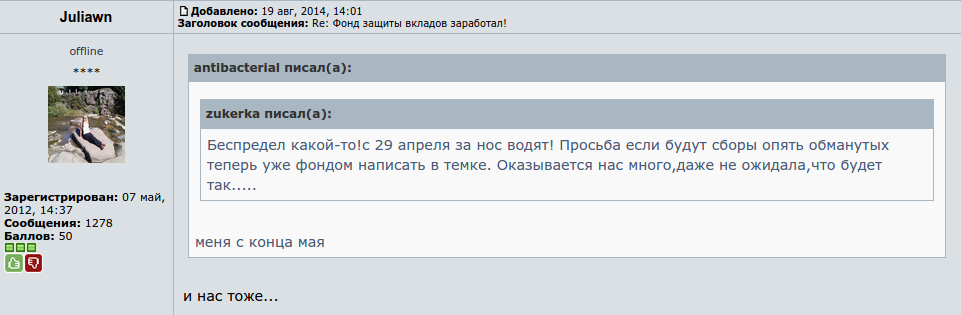 Juliawn
offline
****
Зарегистрирован: 07 май,
2012, 14:37
Сообщения: 1278
Баллов: 50
Добавлено: 19 авг, 2014, 14:01
Заголовок сообщения: Re: Фонд защиты вкладов заработал!
antibacterial писал(а):
zukerka писал(а):
Беспредел какой-то!с 29 апреля за нос водят! Просьба если будут сборы опять обманутых
теперь уже фондом написать в темке. Оказывается нас много,даже не ожидала,что будет
так.....
меня с конца мая
и нас тоже...